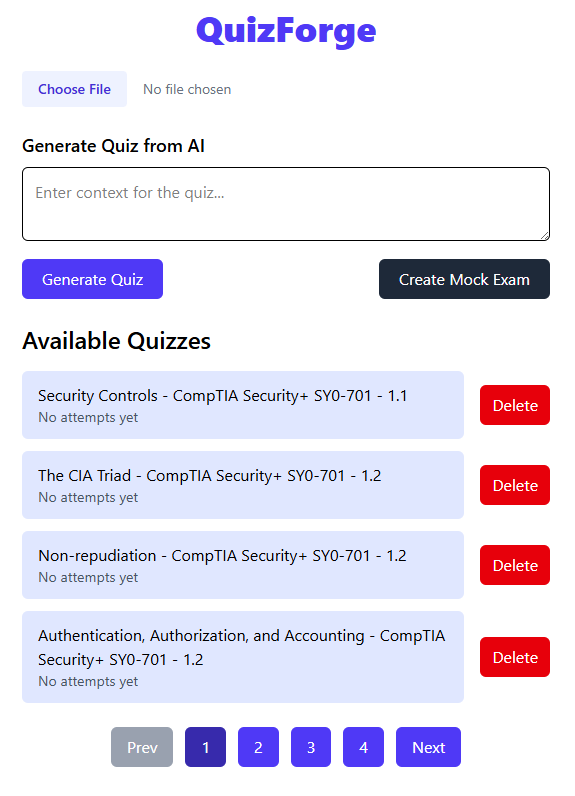 QuizForge
Choose File No file chosen
Generate Quiz from AI
Enter context for the quiz...
Generate Quiz Create Mock Exam
Available Quizzes
Security Controls - CompTIA Security+ SY0-701 - 1.1
No attempts yet
Delete
The CIA Triad - CompTIA Security+ SY0-701 - 1.2
No attempts yet
Delete
Non-repudiation - CompTIA Security+ SY0-701 - 1.2
No attempts yet
Delete
Authentication, Authorization, and Accounting - CompTIA
Security+ SY0-701 - 1.2
No attempts yet
Delete
Prev 1 2 3 4 Next